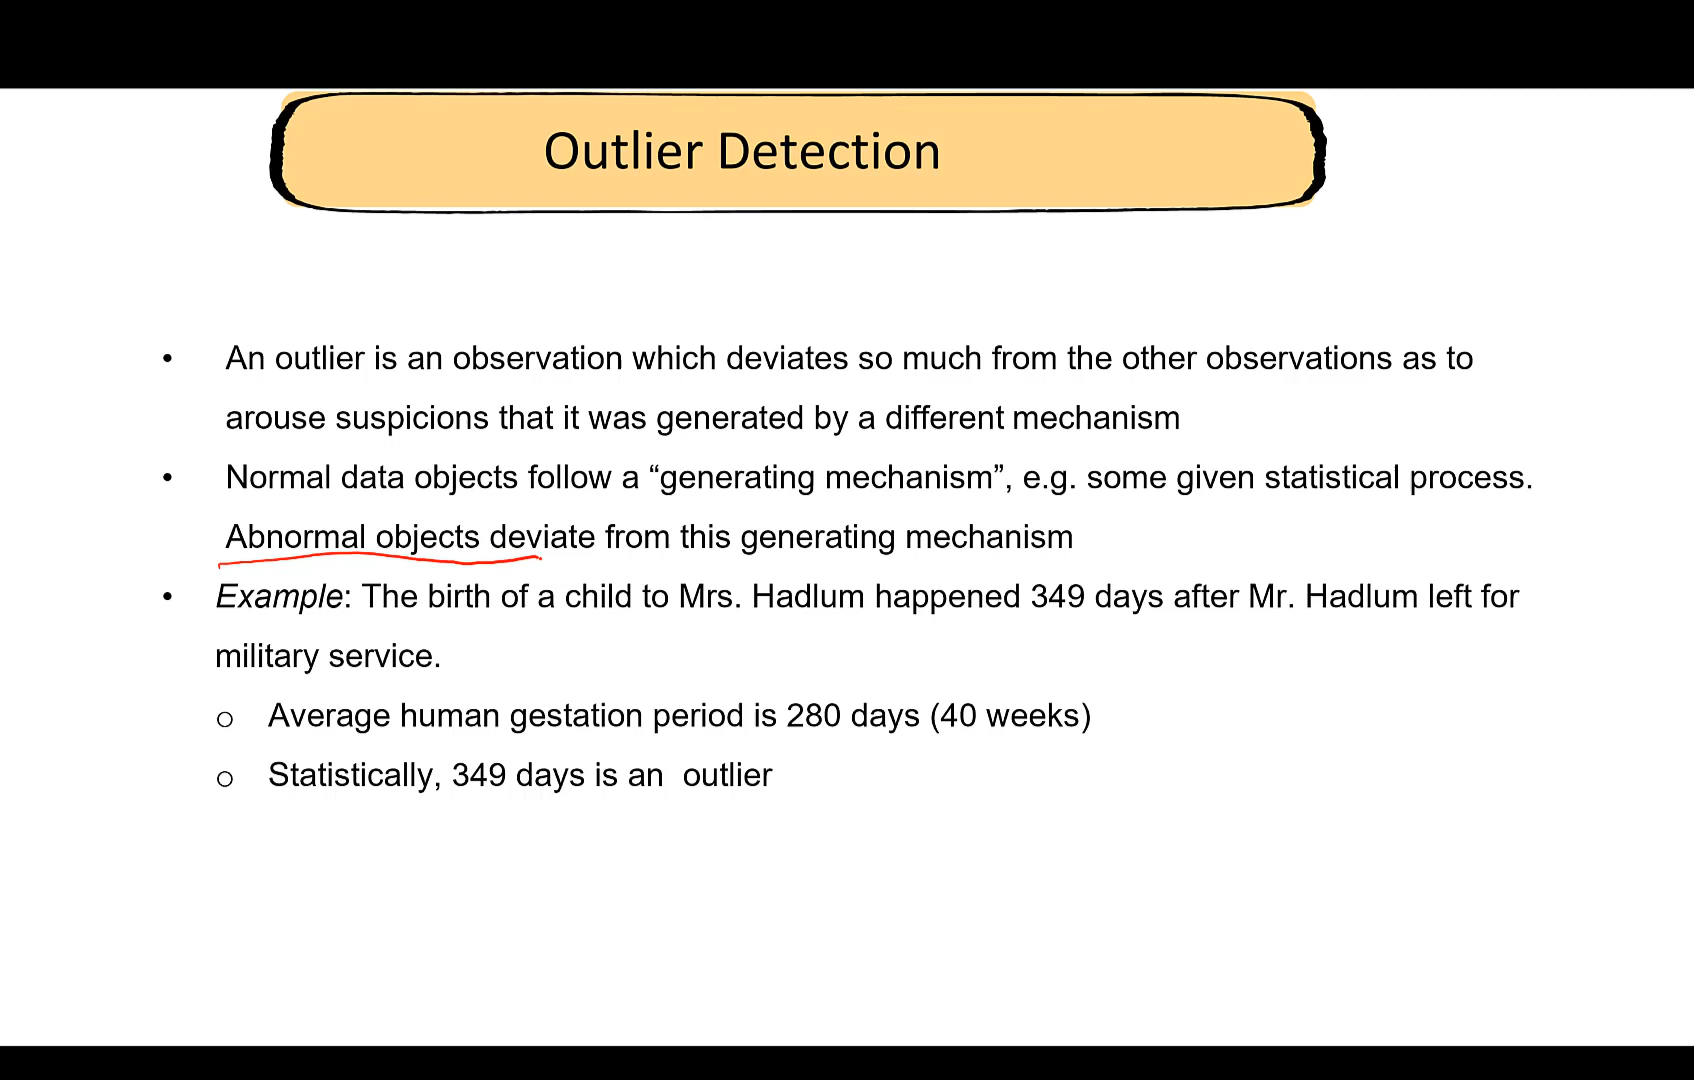 Outlier Detection
• An outlier is an observation which deviates so much from the other observations as to
arouse suspicions that it was generated by a different mechanism
• Normal data objects follow a “generating mechanism”, e.g. some given statistical process.
Abnormal objects deviate from this generating mechanism
• Example: The birth of a child to Mrs. Hadlum happened 349 days after Mr. Hadlum left for
military service.
o Average human gestation period is 280 days (40 weeks)
o Statistically, 349 days is an outlier